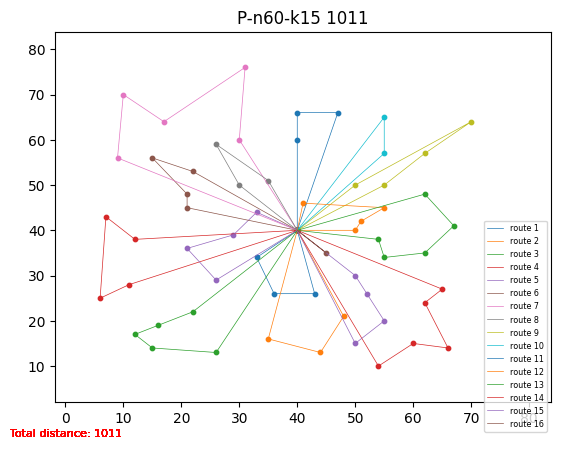 P-n60-k15 1011
80
70
60
50
40
30
20
10
0 10 20 30 40 50 60 70 80
route 1
route 2
route 3
route 4
route 5
route 6
route 7
route 8
route 9
route 10
route 11
route 12
route 13
route 14
route 15
route 16
Total distance: 1011